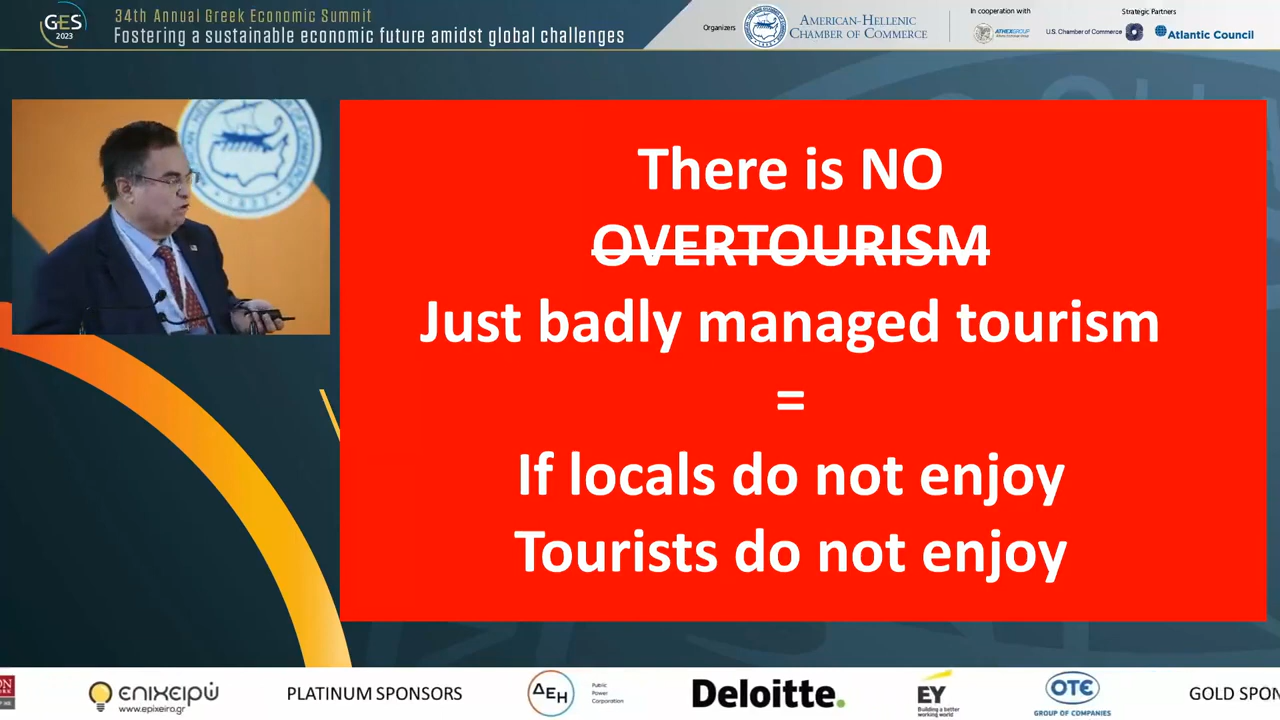 GES
2023
34th Annual Greek Economic Summit
Fostering a sustainable economic future amidst global challenges
Organizers
AMERICAN-HELLENIC
CHAMBER OF COMMERCE
In cooperation with
ATHEXGROUP
Strategic Partners
U.S. Chamber of Commerce
Atlantic Council
There is NO
OVERTOURISM
Just badly managed tourism
=
If locals do not enjoy
Tourists do not enjoy
ON
επιχειρώ
www.epixeiro.gr
PLATINUM SPONSORS
ΔΕΗ
Public
Power
Corporation
Deloitte.
EY
Building a better
working world
OTE
GROUP OF COMPANIES
GOLD SPON